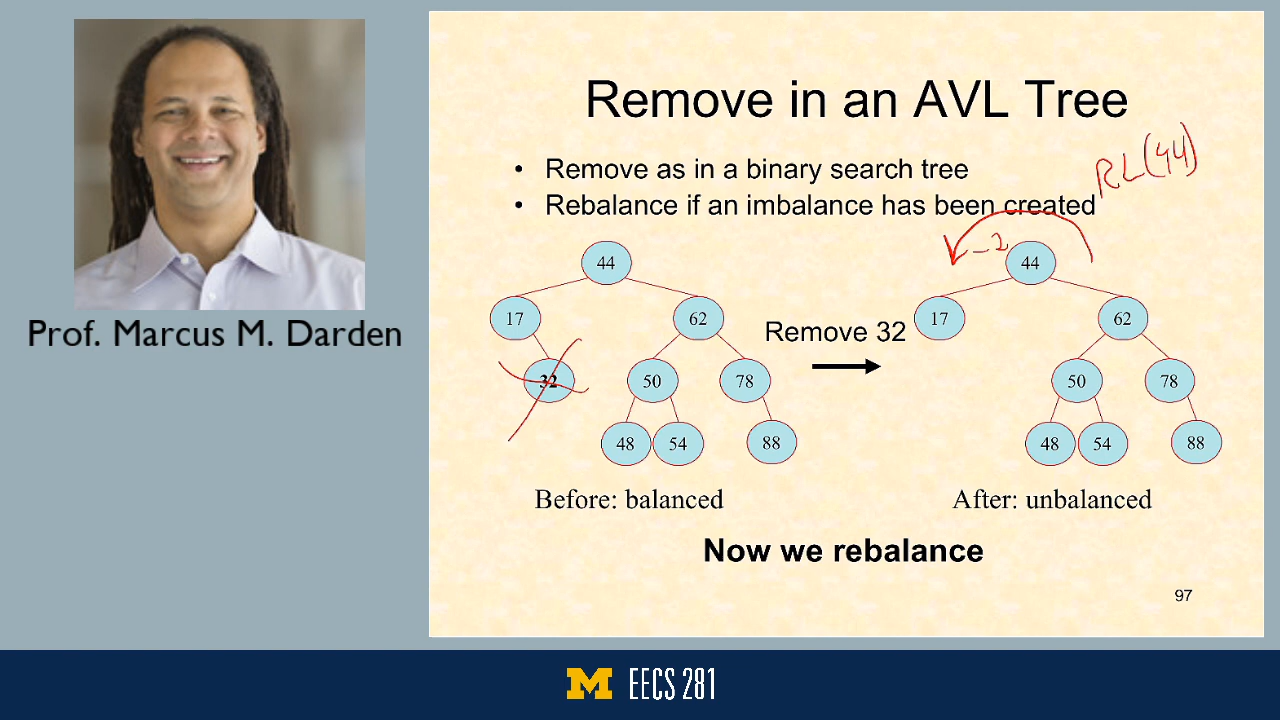 Prof. Marcus M. Darden
Remove in an AVL Tree
• Remove as in a binary search tree
• Rebalance if an imbalance has been created
RL(44)
-2
44
44
17
62
Remove 32
17
62
32
50
78
50
78
48
54
88
48
54
88
Before: balanced
After: unbalanced
Now we rebalance
97
M EECS 281